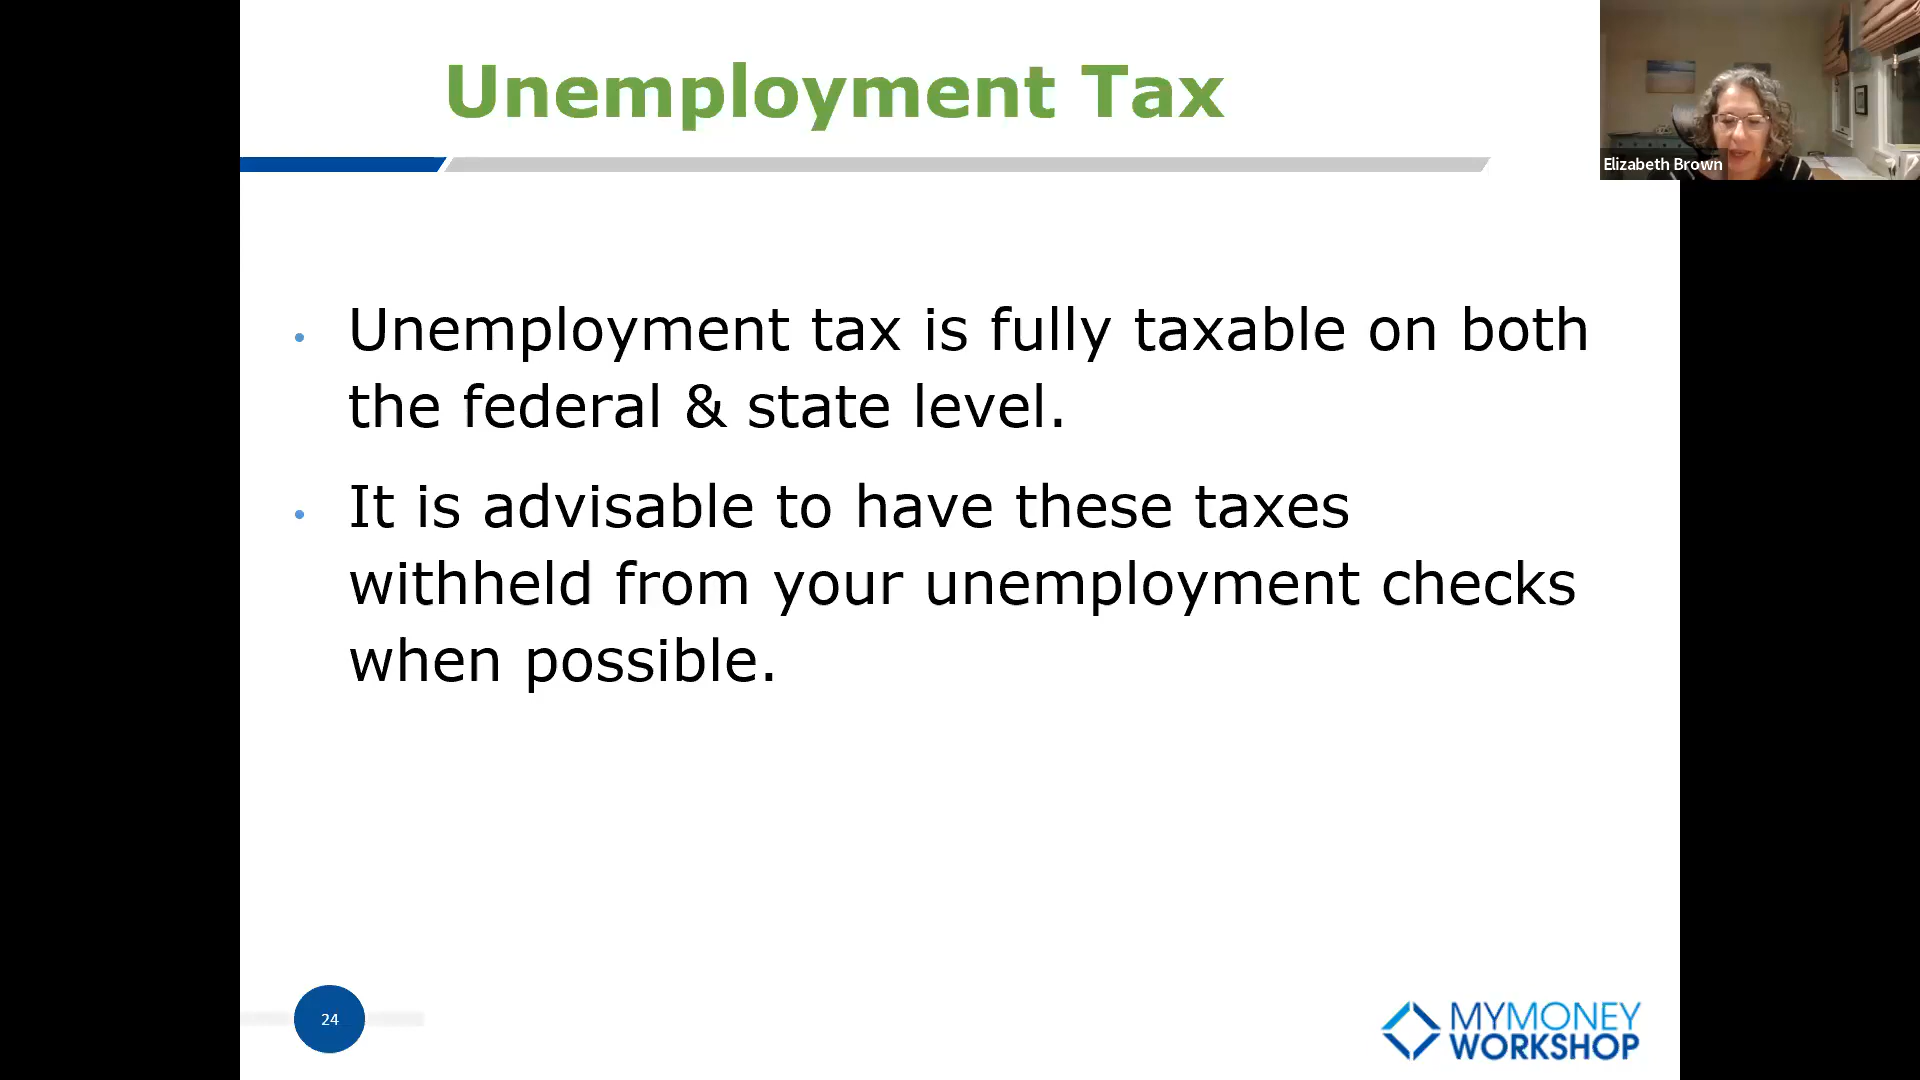 Unemployment Tax
Elizabeth Brown
• Unemployment tax is fully taxable on both
the federal & state level.
• It is advisable to have these taxes
withheld from your unemployment checks
when possible.
24
MYMONEY
WORKSHOP